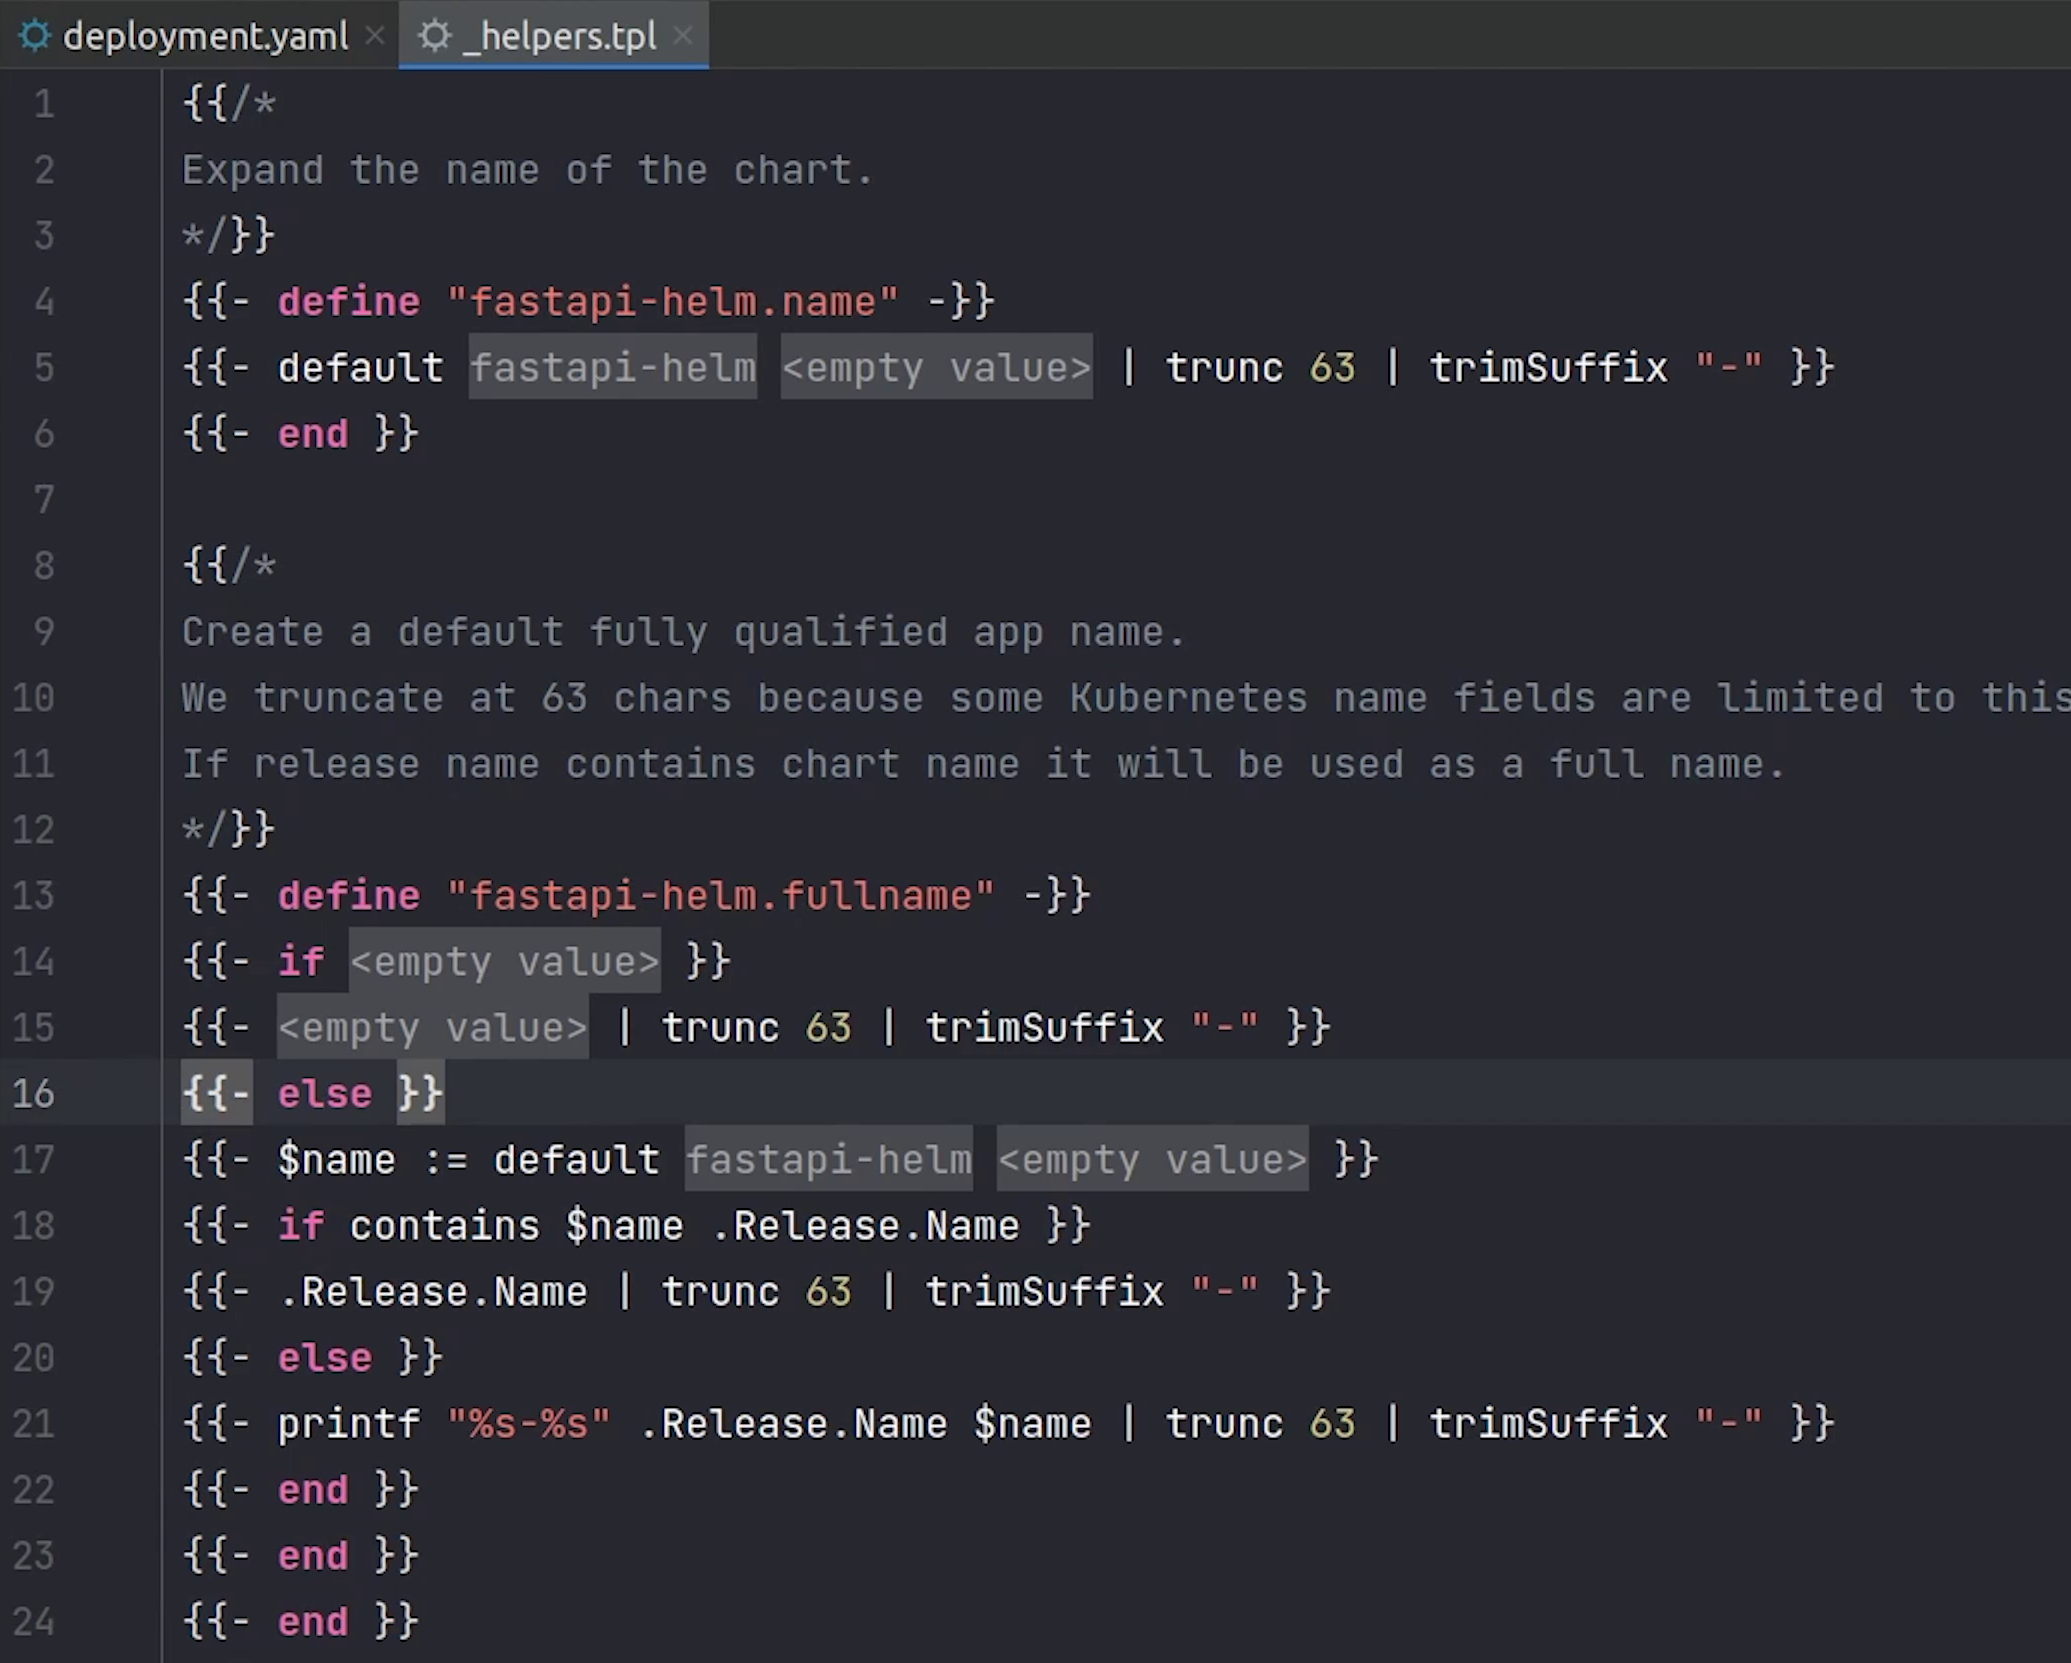 deployment.yaml × _helpers.tpl ×
1 {{/*
2 Expand the name of the chart.
3 */}}
4 {{- define "fastapi-helm.name" -}}
5 {{- default fastapi-helm <empty value> | trunc 63 | trimSuffix "-" }}
6 {{- end }}
7
8 {{/*
9 Create a default fully qualified app name.
10 We truncate at 63 chars because some Kubernetes name fields are limited to this
11 If release name contains chart name it will be used as a full name.
12 */}}
13 {{- define "fastapi-helm.fullname" -}}
14 {{- if <empty value> }}
15 {{- <empty value> | trunc 63 | trimSuffix "-" }}
16 {{- else }}
17 {{- $name := default fastapi-helm <empty value> }}
18 {{- if contains $name .Release.Name }}
19 {{- .Release.Name | trunc 63 | trimSuffix "-" }}
20 {{- else }}
21 {{- printf "%s-%s" .Release.Name $name | trunc 63 | trimSuffix "-" }}
22 {{- end }}
23 {{- end }}
24 {{- end }}